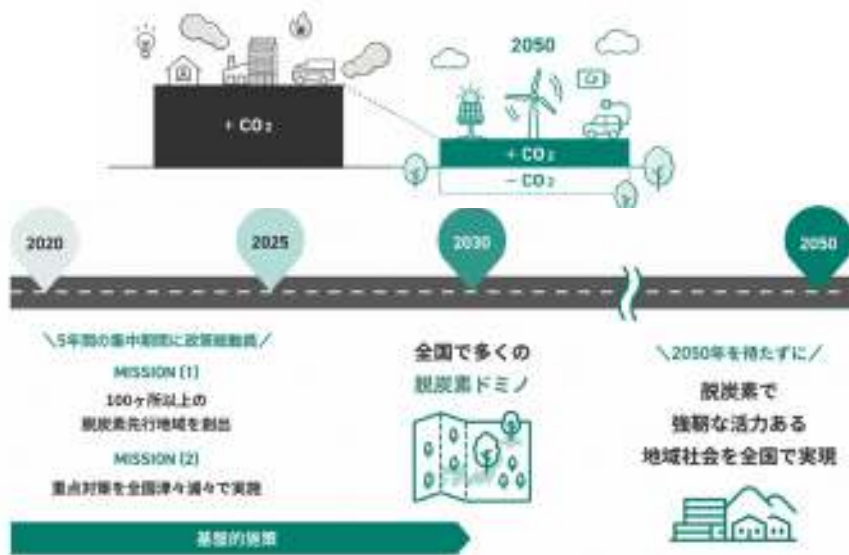 2050
+ CO₂
+ CO₂
− CO₂
2020
2025
2030
2050
＼5年間の集中期間に政策総動員／
MISSION [1]
100ヶ所以上の
脱炭素先行地域を創出
MISSION [2]
重点対策を全国津々浦々で実施
全国で多くの
脱炭素ドミノ
＼2050年を待たずに／
脱炭素で
強靭な活力ある
地域社会を全国で実現
基盤的施策